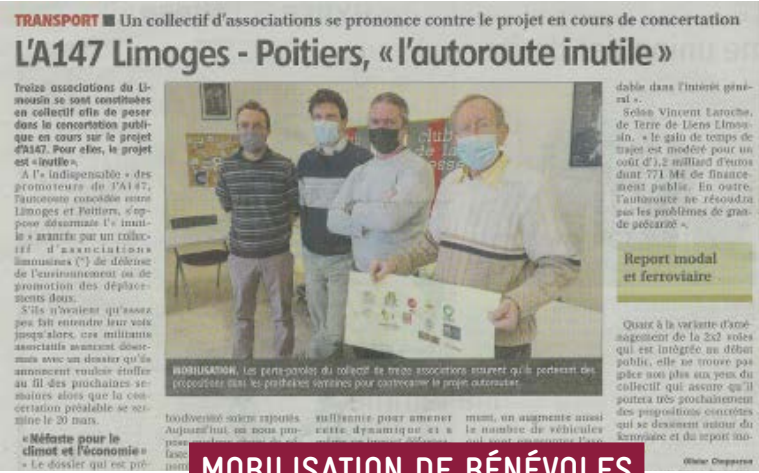 TRANSPORT ■ Un collectif d'associations se prononce contre le projet en cours de concertation
L'A147 Limoges - Poitiers, «l'autoroute inutile»
Treize associations du Li-
mousin se sont constituées
en collectif afin de peser
dans la concertation publi-
que en cours sur le projet
d'A147. Pour elles, le projet
est «inutile».
A l'« indispensable » des
promoteurs de l'A147,
l'autoroute concédée entre
Limoges et Poitiers, s'op-
pose désormais l'« inuti-
le » avancée par un collec-
tif d'associations
limousines (*) de défense
de l'environnement ou de
promotion des déplace-
ments doux.
S'ils n'avaient qu'assez
peu fait entendre leur voix
jusqu'alors, ces militants
associatifs avancent désor-
mais avec un dossier qu'ils
annoncent vouloir étoffer
au fil des prochaines se-
maines alors que la con-
certation préalable se ter-
mine le 20 mars.
«Néfaste pour le
climat et l'économie»
« Le dossier qui est pré-
club
de la
MOBILISATION. Les porte-paroles du collectif de treize associations assurent qu'ils porteront des
propositions dans les prochaines semaines pour contrecarrer le projet autoroutier.
biodiversité soient rajoutés.
Aujourd'hui, on nous pro-
suffisante pour amener
cette dynamique et a
ment, on augmente aussi
le nombre de véhicules
dable dans l'intérêt géné-
ral ».
Selon Vincent Laroche,
de Terre de Liens Limou-
sin, « le gain de temps de
trajet est modéré pour un
coût d'1,2 milliard d'euros
dont 771 M€ de finance-
ment public. En outre,
l'autoroute ne résoudra
pas les problèmes de gran-
de précarité ».
Report modal
et ferroviaire
Quant à la variante d'amé-
nagement de la 2x2 voies
qui est intégrée au débat
public, elle ne trouve pas
grâce non plus aux yeux du
collectif qui assure qu'il
portera très prochainement
des propositions concrètes
qui se dessinent autour du
ferroviaire et du report mo-
Olivier Chapperon
MOBILISATION DE BÉNÉVOLES